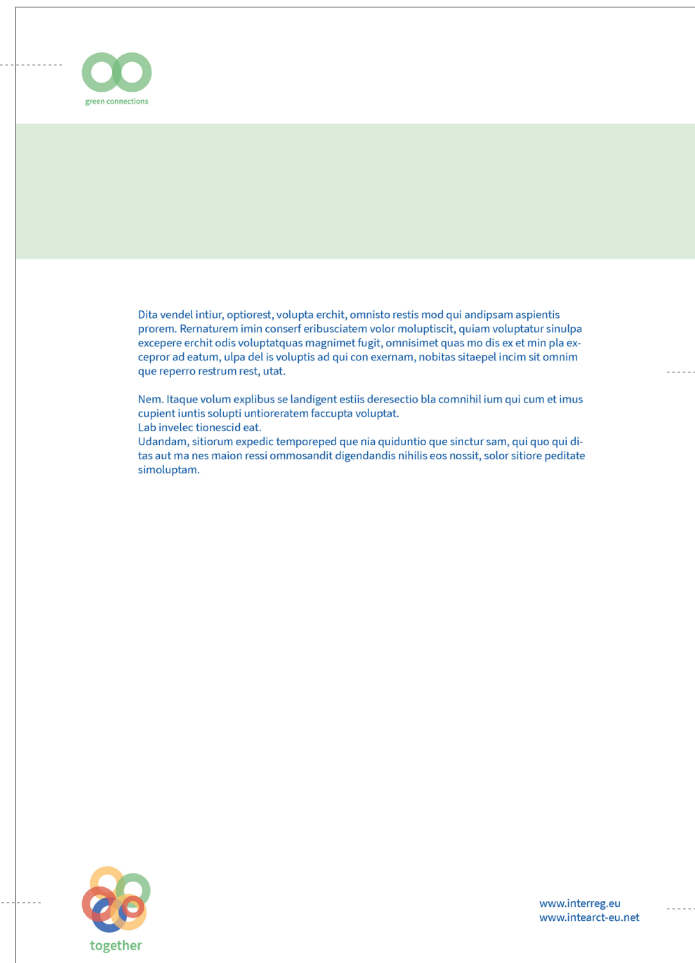 green connections
Dita vendel intiur, optiorest, volupta erchit, omnisto restis mod qui andipsam aspientis
prorem. Rernaturem imin conserf eribusciatem volor moluptiscit, quiam voluptatur sinulpa
excepere erchit odis voluptatquas magnimet fugit, omnisimet quas mo dis ex et min pla ex-
cepror ad eatum, ulpa del is voluptis ad qui con exernam, nobitas sitaepel incim sit omnim
que reperro restrum rest, utat.
Nem. Itaque volum explibus se landigent estiis deresectio bla comnihil ium qui cum et imus
cupient iuntis solupti untioreratem faccupta voluptat.
Lab invelec tionescid eat.
Udandam, sitiorum expedic temporeped que nia quiduntio que sinctur sam, qui quo qui di-
tas aut ma nes maion ressi ommosandit digendandis nihilis eos nossit, solor sitiore peditate
simoluptam.
together
www.interreg.eu
www.intearct-eu.net